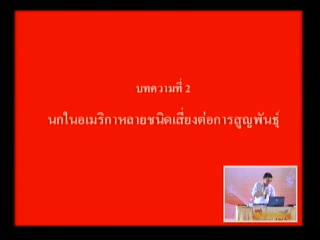 บทความที่ 2
นกในอเมริกาหลายชนิดเสี่ยงต่อการสูญพันธุ์